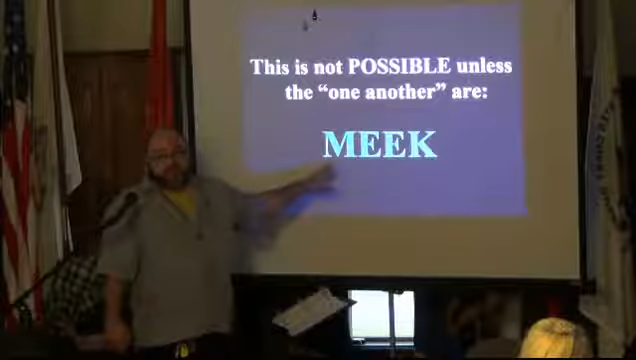 This is not POSSIBLE unless
the “one another” are:
MEEK